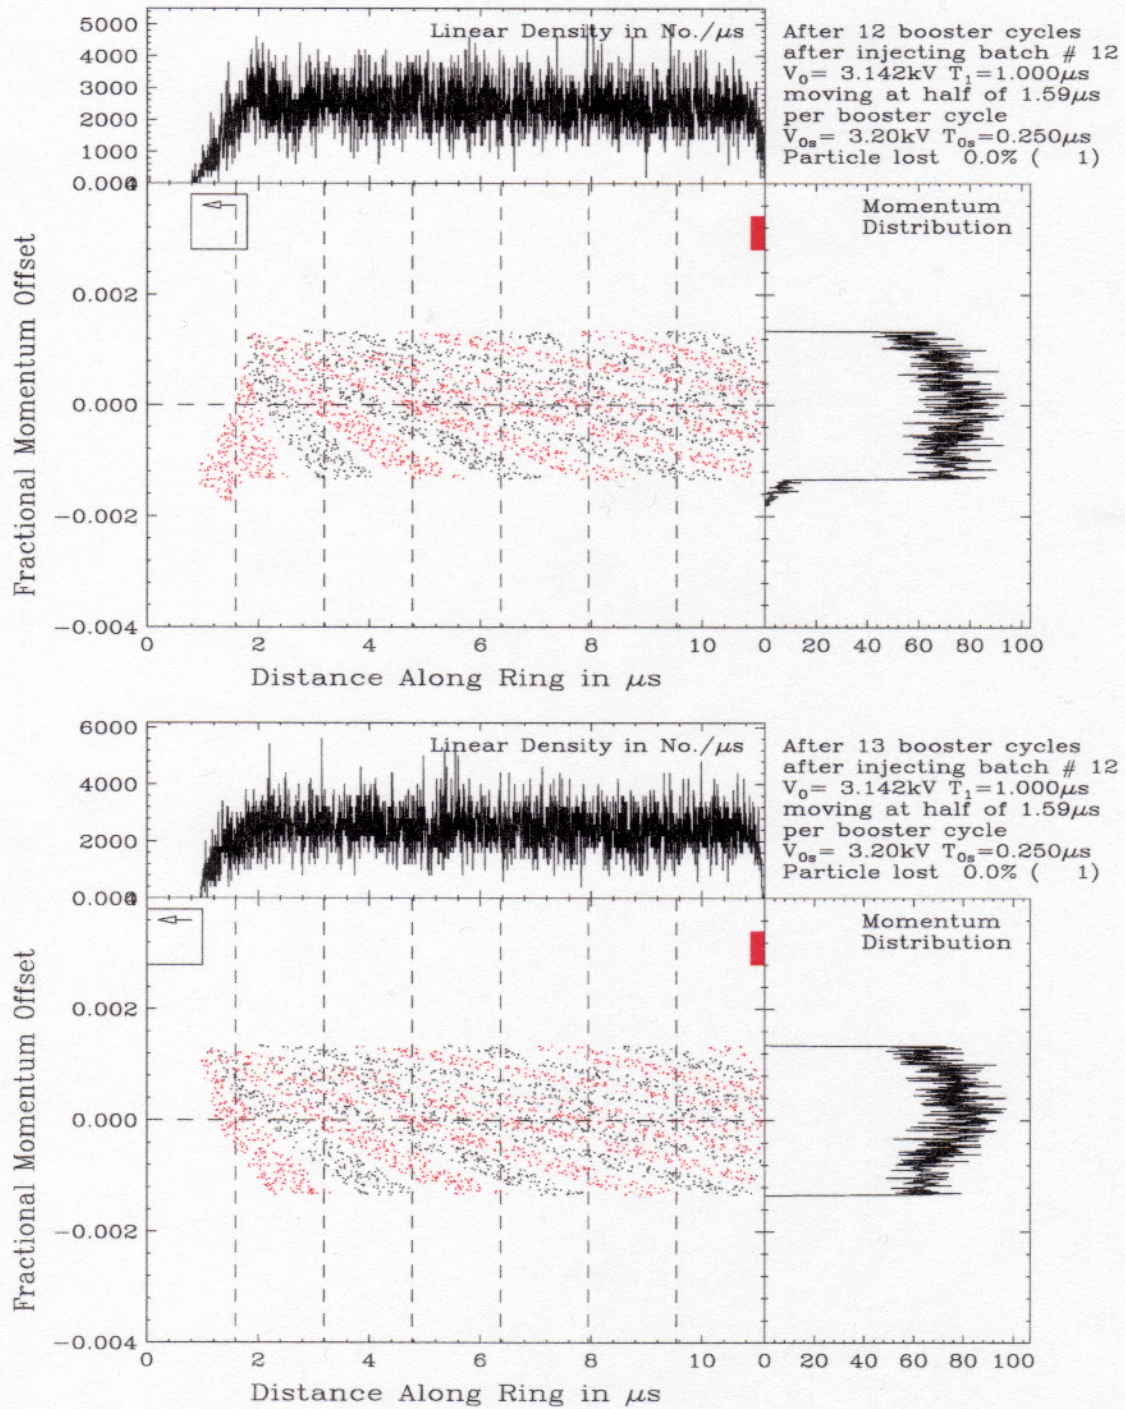 5500
5000
4000
3000
2000
1000
0.000
Linear Density in No./μs
After 12 booster cycles
after injecting batch # 12
V0= 3.142kV T1=1.000μs
moving at half of 1.59μs
per booster cycle
V0s= 3.20kV T0s=0.250μs
Particle lost 0.0% ( 1)
Momentum
Distribution
Fractional Momentum Offset
0.002
0.000
−0.002
−0.004
0 2 4 6 8 10 0 20 40 60 80 100
Distance Along Ring in μs
6000
4000
2000
Linear Density in No./μs
After 13 booster cycles
after injecting batch # 12
V0= 3.142kV T1=1.000μs
moving at half of 1.59μs
per booster cycle
V0s= 3.20kV T0s=0.250μs
Particle lost 0.0% ( 1)
Momentum
Distribution
Fractional Momentum Offset
0.002
0.000
−0.002
−0.004
0 2 4 6 8 10 0 20 40 60 80 100
Distance Along Ring in μs